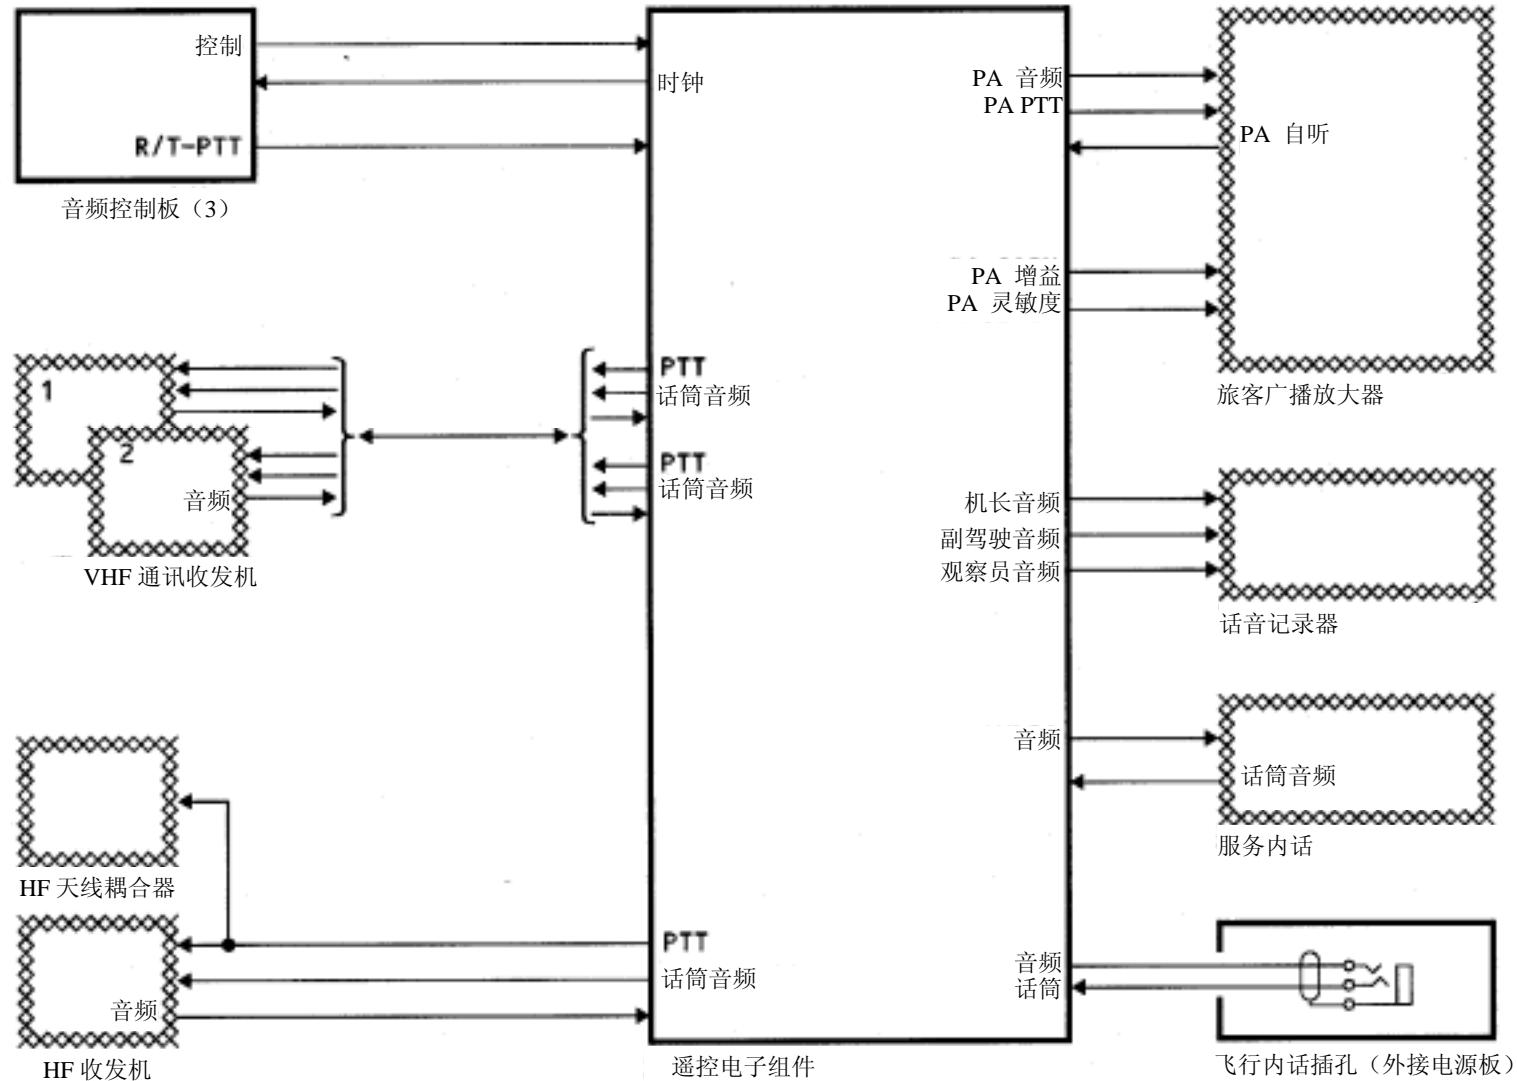 控制
R/T-PTT
音频控制板（3）
时钟
PA 音频
PA PTT
PA 自听
PA 增益
PA 灵敏度
旅客广播放大器
1
2
音频
VHF 通讯收发机
PTT
话筒音频
PTT
话筒音频
机长音频
副驾驶音频
观察员音频
话音记录器
音频
话筒音频
服务内话
HF 天线耦合器
音频
HF 收发机
PTT
话筒音频
音频
话筒
遥控电子组件
飞行内话插孔（外接电源板）